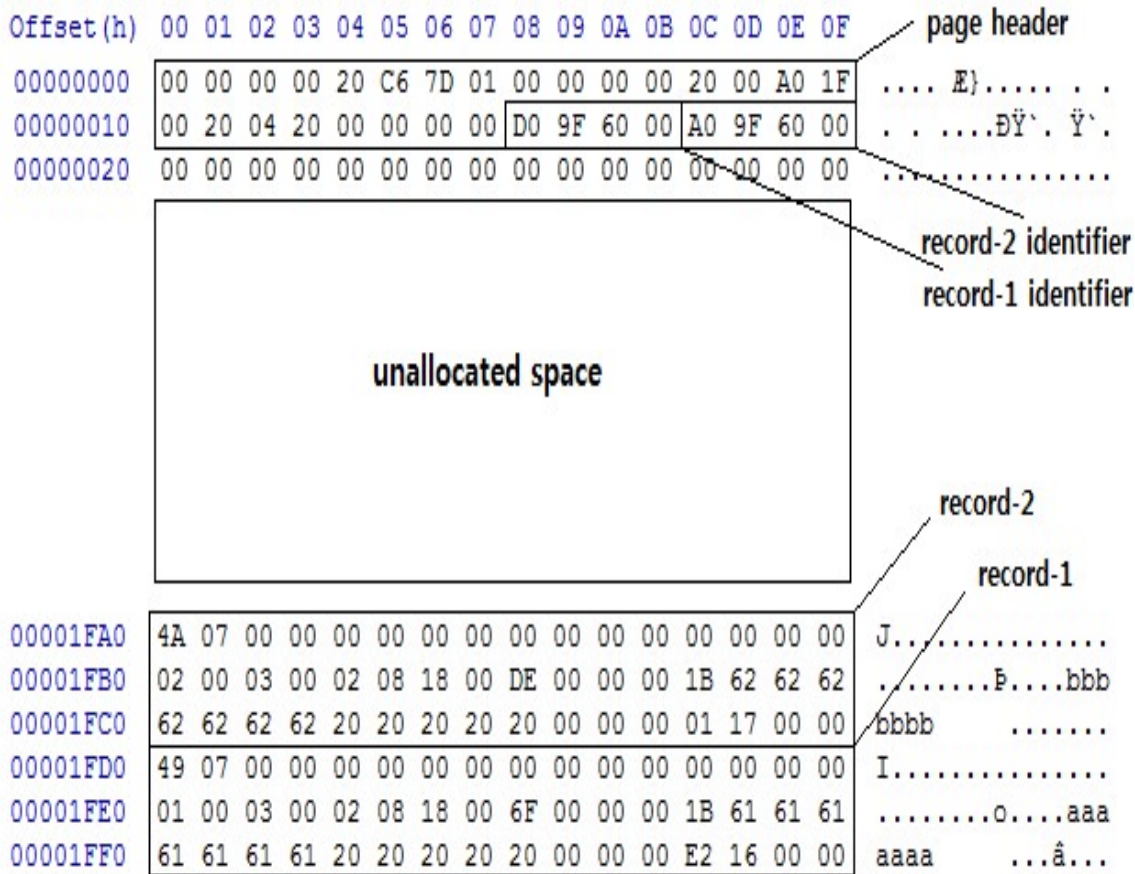 Offset(h) 00 01 02 03 04 05 06 07 08 09 0A 0B 0C 0D 0E 0F
page header
00000000 00 00 00 00 20 C6 7D 01 00 00 00 00 20 00 A0 1F .... Æ}..... . .
00000010 00 20 04 20 00 00 00 00 D0 9F 60 00 A0 9F 60 00 . . ....ÐŸ`. Ÿ`.
00000020 00 00 00 00 00 00 00 00 00 00 00 00 00 00 00 00 ................
record-2 identifier
record-1 identifier
unallocated space
record-2
record-1
00001FA0 4A 07 00 00 00 00 00 00 00 00 00 00 00 00 00 00 J...............
00001FB0 02 00 03 00 02 08 18 00 DE 00 00 00 1B 62 62 62 ........Þ....bbb
00001FC0 62 62 62 62 20 20 20 20 20 00 00 00 01 17 00 00 bbbb     .......
00001FD0 49 07 00 00 00 00 00 00 00 00 00 00 00 00 00 00 I...............
00001FE0 01 00 03 00 02 08 18 00 6F 00 00 00 1B 61 61 61 ........o....aaa
00001FF0 61 61 61 61 20 20 20 20 20 00 00 00 E2 16 00 00 aaaa     ...â...